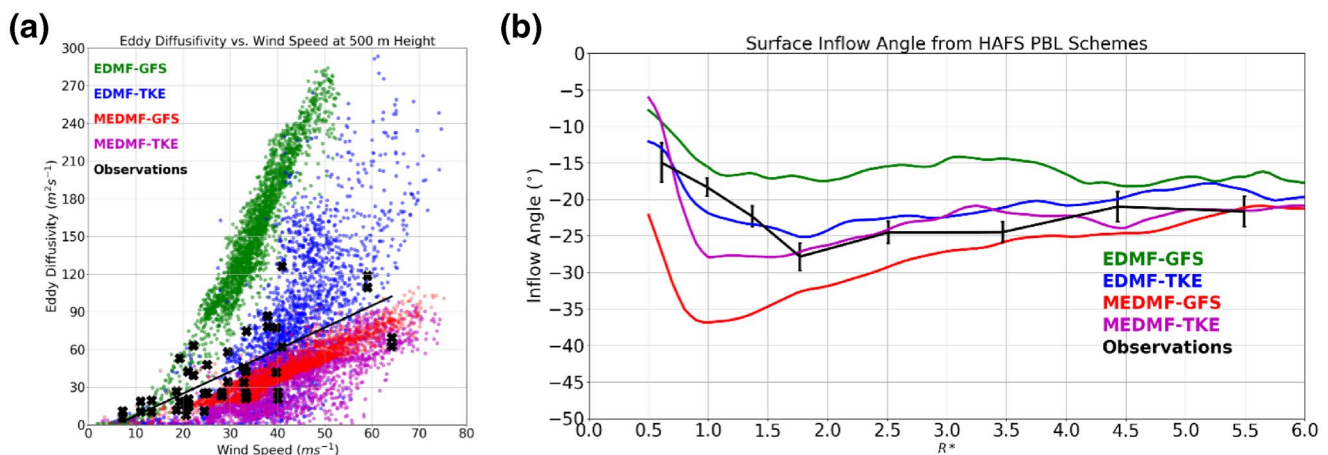 (a)
Eddy Diffusifivity vs. Wind Speed at 500 m Height
300
270
240
210
180
150
120
90
60
30
0
Eddy Diffusivity (m²s⁻¹)
EDMF-GFS
EDMF-TKE
MEDMF-GFS
MEDMF-TKE
Observations
0 10 20 30 40 50 60 70 80
Wind Speed (ms⁻¹)
(b)
Surface Inflow Angle from HAFS PBL Schemes
0
−5
−10
−15
−20
−25
−30
−35
−40
−45
−50
Inflow Angle (°)
EDMF-GFS
EDMF-TKE
MEDMF-GFS
MEDMF-TKE
Observations
0.0 0.5 1.0 1.5 2.0 2.5 3.0 3.5 4.0 4.5 5.0 5.5 6.0
R*